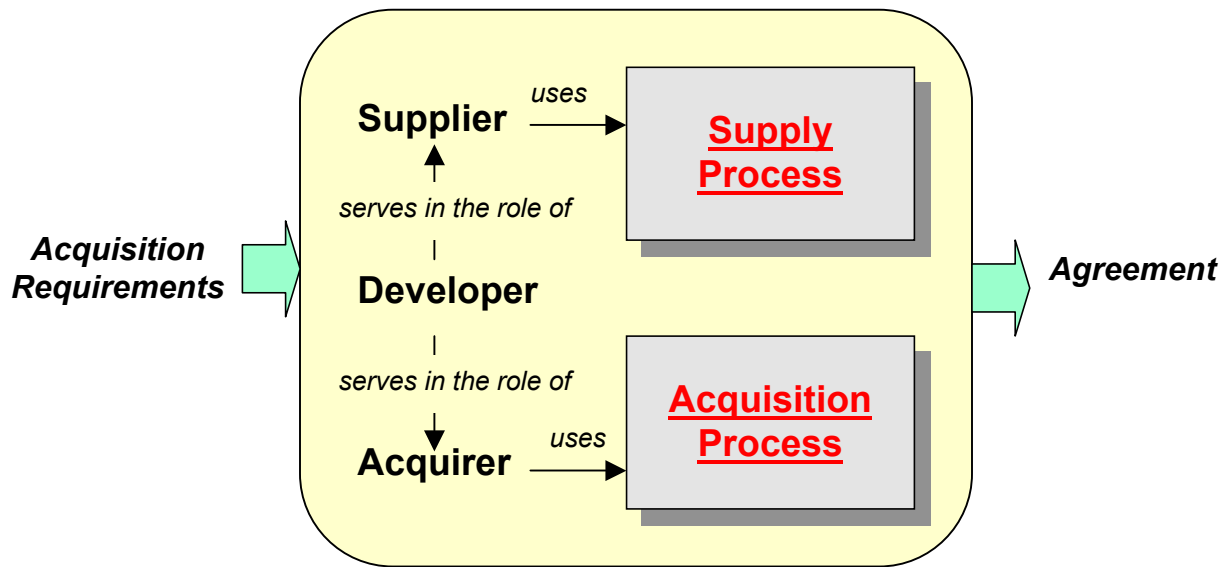 Acquisition
Requirements
Supplier
uses
Supply
Process
serves in the role of
Developer
serves in the role of
Acquirer
uses
Acquisition
Process
Agreement